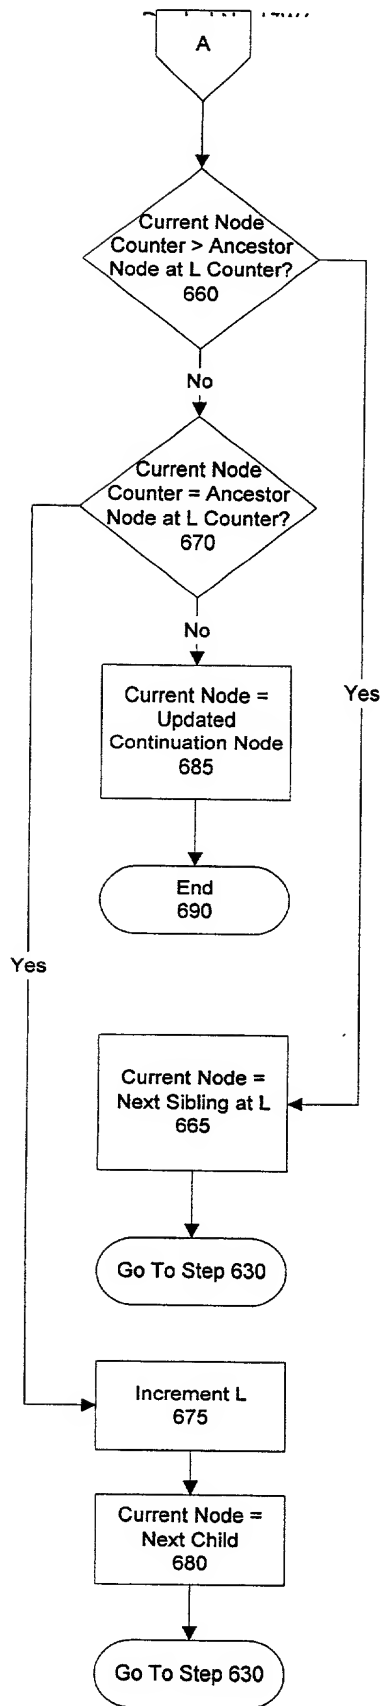 A
Current Node
Counter > Ancestor
Node at L Counter?
660
No
Current Node
Counter = Ancestor
Node at L Counter?
670
No
Current Node =
Updated
Continuation Node
685
Yes
End
690
Yes
Current Node =
Next Sibling at L
665
Go To Step 630
Increment L
675
Current Node =
Next Child
680
Go To Step 630